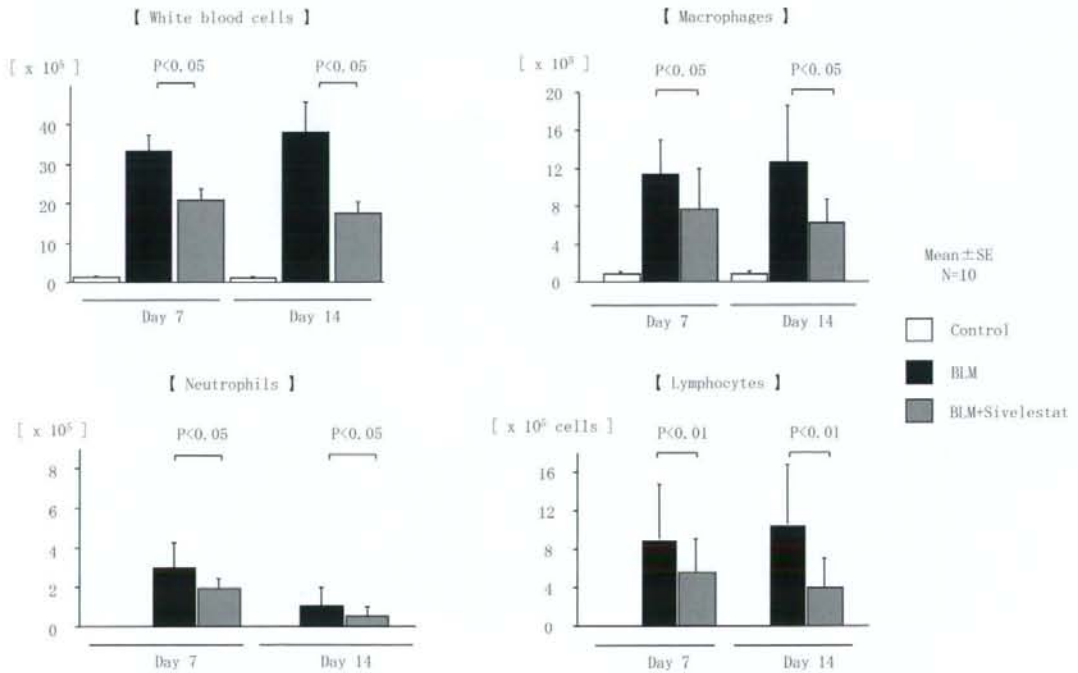 【 White blood cells 】
[ x 10⁵ ]
P<0.05
P<0.05
40
30
20
10
0
Day 7
Day 14
【 Macrophages 】
[ x 10⁵ ]
P<0.05
P<0.05
20
16
12
8
4
0
Day 7
Day 14
Mean±SE
N=10
Control
BLM
BLM+Sivelestat
【 Neutrophils 】
[ x 10⁵ ]
P<0.05
P<0.05
8
6
4
2
0
Day 7
Day 14
【 Lymphocytes 】
[ x 10⁵ cells ]
P<0.01
P<0.01
16
12
8
4
0
Day 7
Day 14